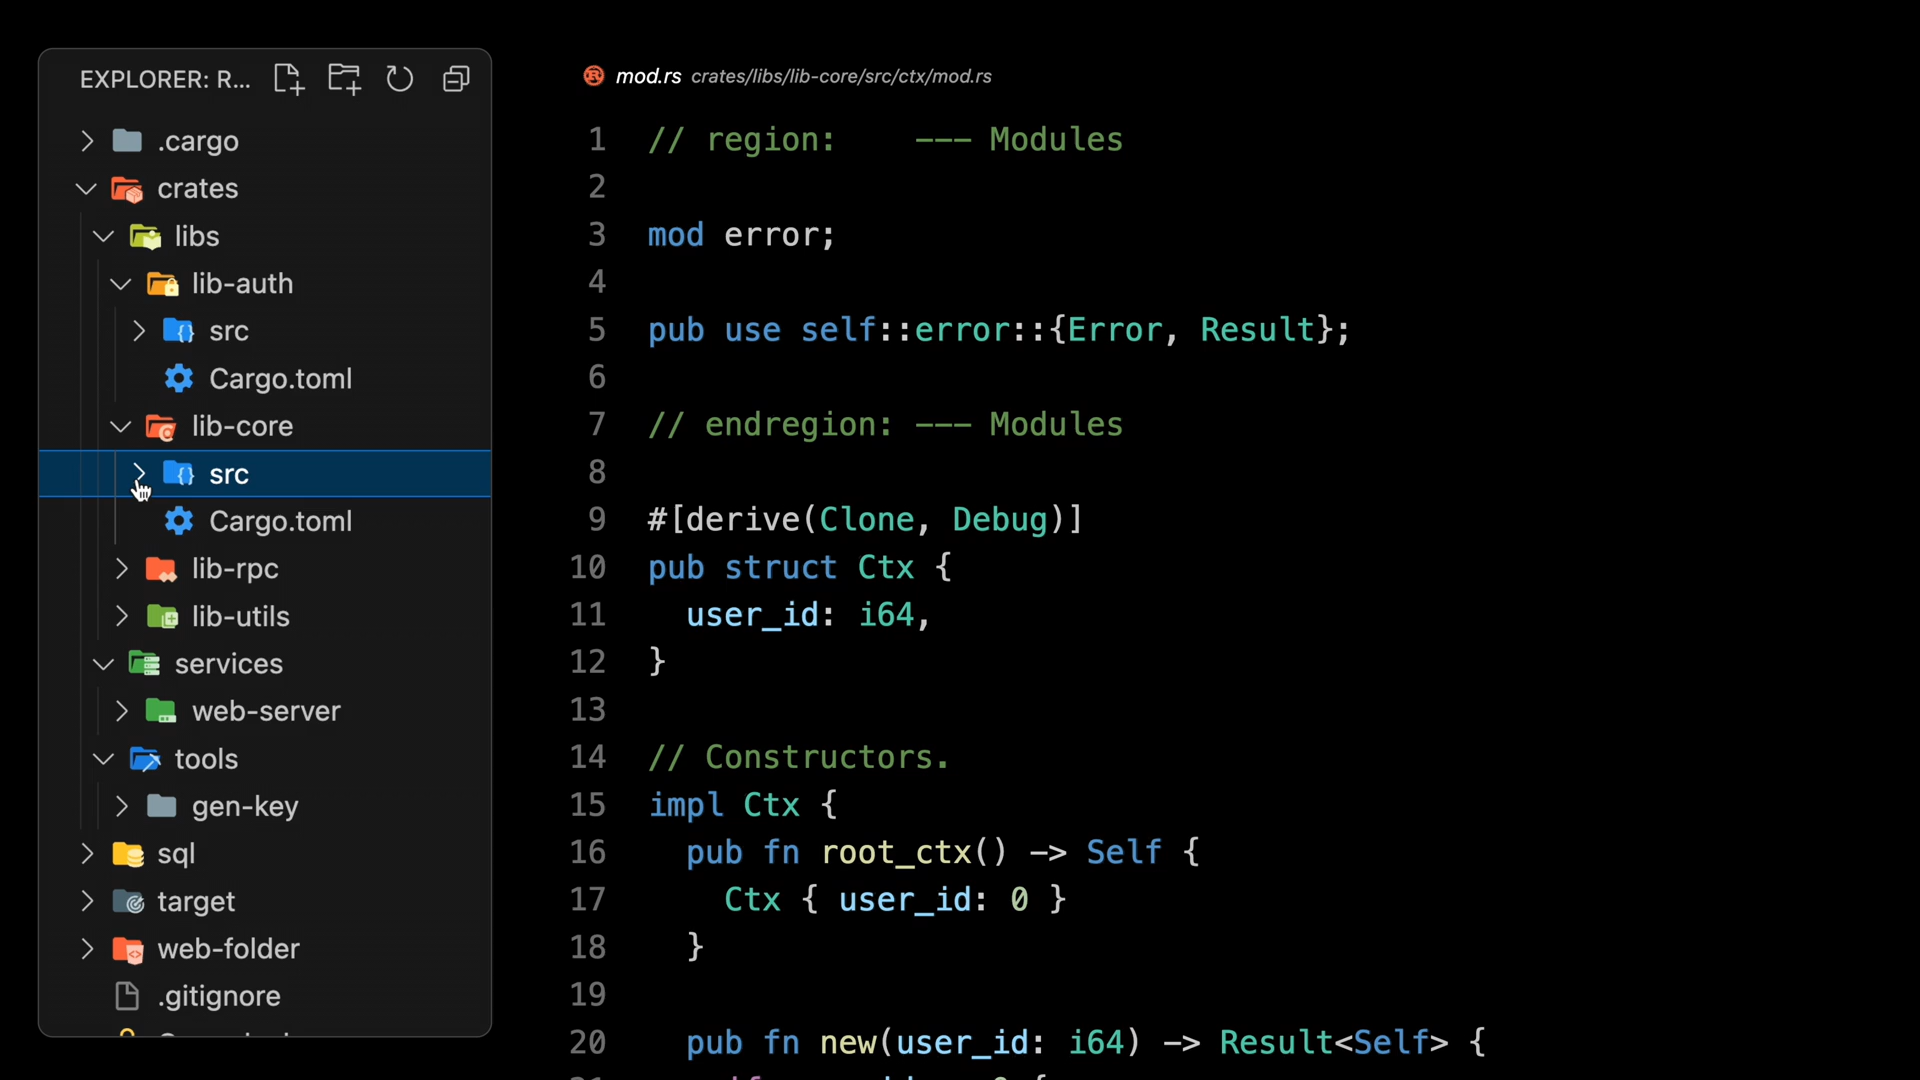 EXPLORER: R...
.cargo
crates
libs
lib-auth
src
Cargo.toml
lib-core
src
Cargo.toml
lib-rpc
lib-utils
services
web-server
tools
gen-key
sql
target
web-folder
.gitignore
mod.rs crates/libs/lib-core/src/ctx/mod.rs
1 // region:    --- Modules
2
3 mod error;
4
5 pub use self::error::{Error, Result};
6
7 // endregion: --- Modules
8
9 #[derive(Clone, Debug)]
10 pub struct Ctx {
11   user_id: i64,
12 }
13
14 // Constructors.
15 impl Ctx {
16   pub fn root_ctx() -> Self {
17     Ctx { user_id: 0 }
18   }
19
20   pub fn new(user_id: i64) -> Result<Self> {